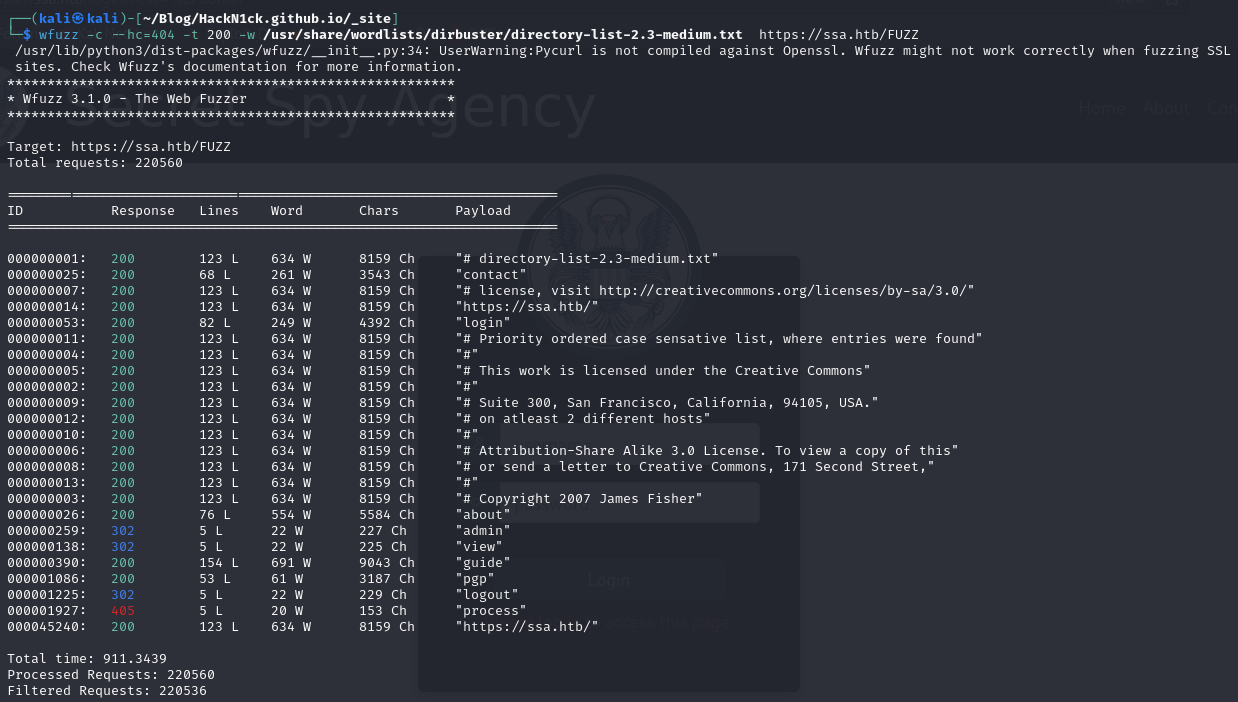 ┌──(kali㉿kali)-[~/Blog/HackN1ck.github.io/_site]
└─$ wfuzz -c --hc=404 -t 200 -w /usr/share/wordlists/dirbuster/directory-list-2.3-medium.txt  https://ssa.htb/FUZZ
/usr/lib/python3/dist-packages/wfuzz/__init__.py:34: UserWarning:Pycurl is not compiled against Openssl. Wfuzz might not work correctly when fuzzing SSL
sites. Check Wfuzz's documentation for more information.
********************************************************
* Wfuzz 3.1.0 - The Web Fuzzer                         *
********************************************************
Secret Spy Agency
Home About Con
Target: https://ssa.htb/FUZZ
Total requests: 220560
=====================================================================
ID           Response   Lines    Word       Chars       Payload
=====================================================================
000000001:   200        123 L    634 W      8159 Ch     "# directory-list-2.3-medium.txt"
000000025:   200        68 L     261 W      3543 Ch     "contact"
000000007:   200        123 L    634 W      8159 Ch     "# license, visit http://creativecommons.org/licenses/by-sa/3.0/"
000000014:   200        123 L    634 W      8159 Ch     "https://ssa.htb/"
000000053:   200        82 L     249 W      4392 Ch     "login"
000000011:   200        123 L    634 W      8159 Ch     "# Priority ordered case sensative list, where entries were found"
000000004:   200        123 L    634 W      8159 Ch     "#"
000000005:   200        123 L    634 W      8159 Ch     "# This work is licensed under the Creative Commons"
000000002:   200        123 L    634 W      8159 Ch     "#"
000000009:   200        123 L    634 W      8159 Ch     "# Suite 300, San Francisco, California, 94105, USA."
000000012:   200        123 L    634 W      8159 Ch     "# on atleast 2 different hosts"
000000010:   200        123 L    634 W      8159 Ch     "#"
000000006:   200        123 L    634 W      8159 Ch     "# Attribution-Share Alike 3.0 License. To view a copy of this"
000000008:   200        123 L    634 W      8159 Ch     "# or send a letter to Creative Commons, 171 Second Street,"
000000013:   200        123 L    634 W      8159 Ch     "#"
000000003:   200        123 L    634 W      8159 Ch     "# Copyright 2007 James Fisher"
000000026:   200        76 L     554 W      5584 Ch     "about"
000000259:   302        5 L      22 W       227 Ch      "admin"
000000138:   302        5 L      22 W       225 Ch      "view"
000000390:   200        154 L    691 W      9043 Ch     "guide"
000001086:   200        53 L     61 W       3187 Ch     "pgp"
Login
000001225:   302        5 L      22 W       229 Ch      "logout"
000001927:   405        5 L      20 W       153 Ch      "process"
000045240:   200        123 L    634 W      8159 Ch     "https://ssa.htb/"
access this page
Total time: 911.3439
Processed Requests: 220560
Filtered Requests: 220536